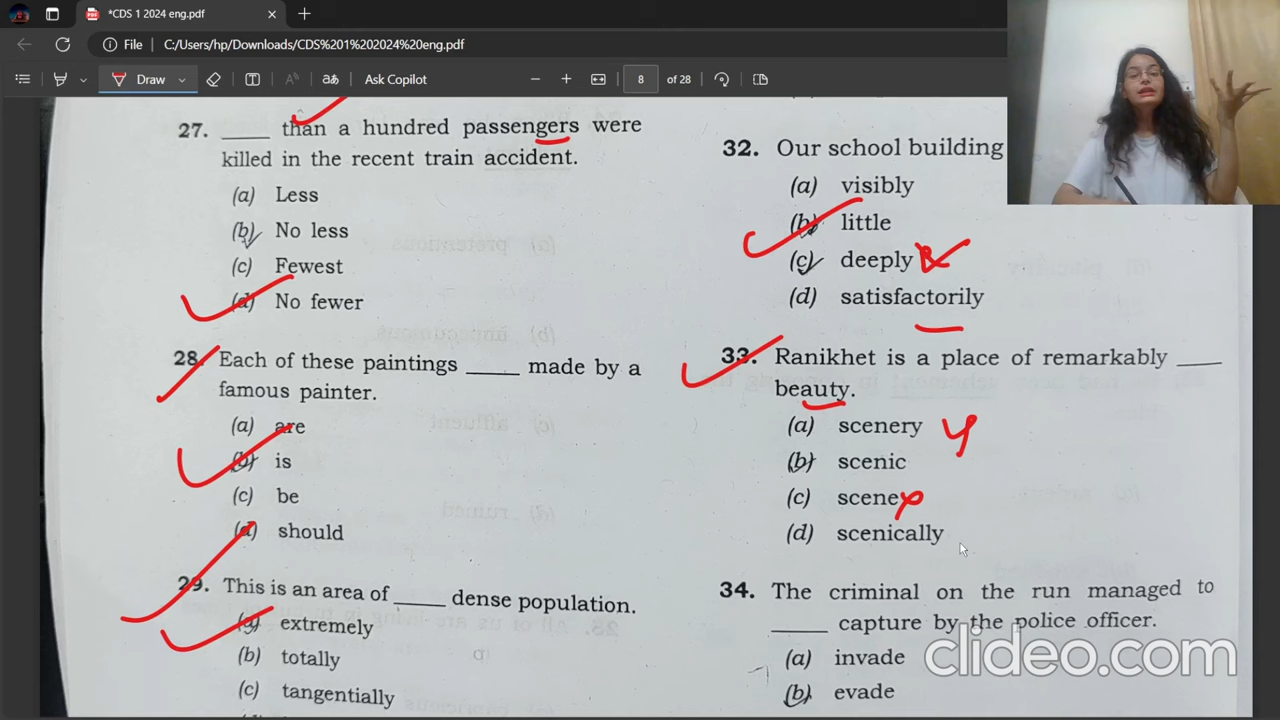 *CDS 1 2024 eng.pdf
File
C:/Users/hp/Downloads/CDS%201%202024%20eng.pdf
Draw
aあ
Ask Copilot
8
of 28
27. ____ than a hundred passengers were
killed in the recent train accident.
(a) Less
(b) No less
(c) Fewest
(d) No fewer
28. Each of these paintings ____ made by a
famous painter.
(a) are
(b) is
(c) be
(d) should
29. This is an area of ____ dense population.
(a) extremely
(b) totally
(c) tangentially
32. Our school building
(a) visibly
(b) little
(c) deeply
(d) satisfactorily
33. Ranikhet is a place of remarkably ____
beauty.
(a) scenery
(b) scenic
(c) scene
(d) scenically
34. The criminal on the run managed to
____ capture by the police officer.
(a) invade
(b) evade
clideo.com